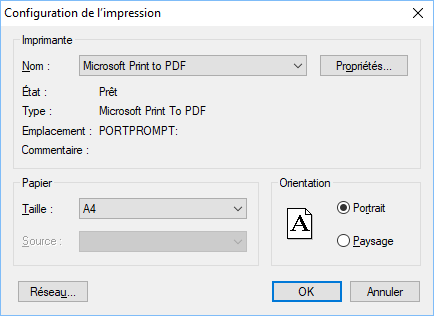 Configuration de l'impression
Imprimante
Nom : Microsoft Print to PDF Propriétés...
État : Prêt
Type : Microsoft Print To PDF
Emplacement : PORTPROMPT:
Commentaire :
Papier
Taille : A4
Source :
Orientation
A
Portrait
Paysage
Réseau... OK Annuler